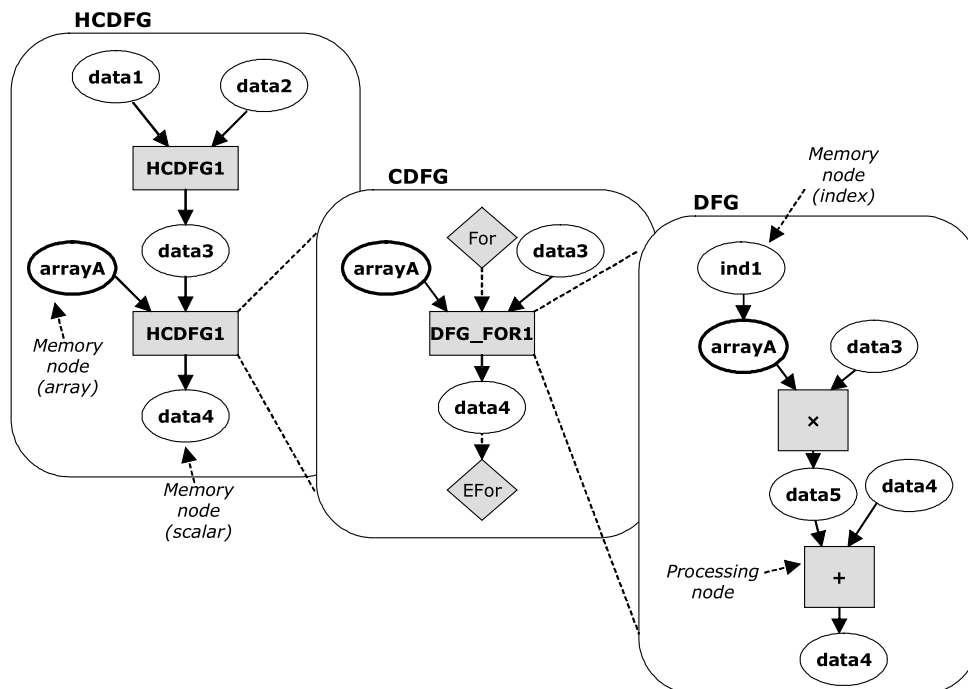 HCDFG
data1
data2
HCDFG1
data3
arrayA
HCDFG1
Memory
node
(array)
data4
Memory
node
(scalar)
CDFG
For
arrayA
data3
DFG_FOR1
data4
EFor
Memory
node
(index)
DFG
ind1
arrayA
data3
×
data5
data4
Processing
node
+
data4